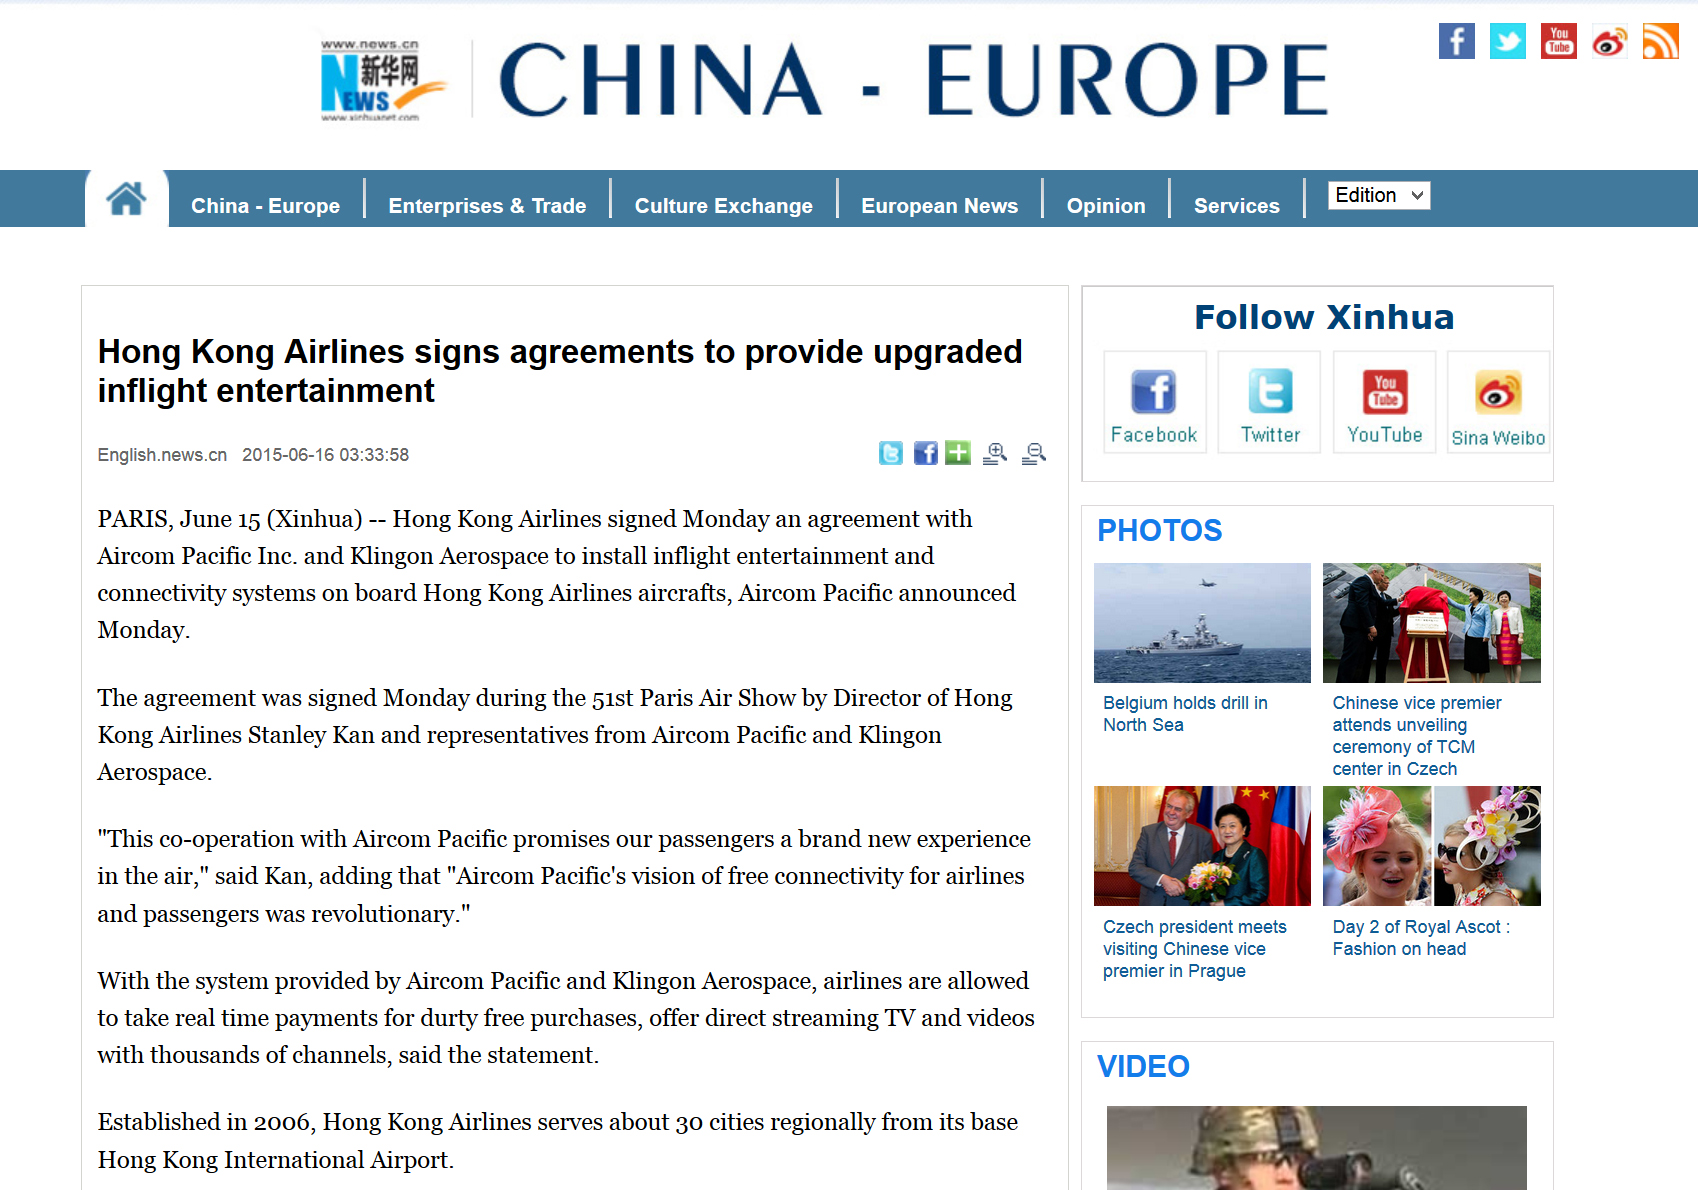 www.news.cn
新华网
NEWS
www.xinhuanet.com
CHINA - EUROPE
You
Tube
China - Europe
Enterprises & Trade
Culture Exchange
European News
Opinion
Services
Edition
Hong Kong Airlines signs agreements to provide upgraded
inflight entertainment
English.news.cn 2015-06-16 03:33:58
PARIS, June 15 (Xinhua) -- Hong Kong Airlines signed Monday an agreement with
Aircom Pacific Inc. and Klingon Aerospace to install inflight entertainment and
connectivity systems on board Hong Kong Airlines aircrafts, Aircom Pacific announced
Monday.
The agreement was signed Monday during the 51st Paris Air Show by Director of Hong
Kong Airlines Stanley Kan and representatives from Aircom Pacific and Klingon
Aerospace.
"This co-operation with Aircom Pacific promises our passengers a brand new experience
in the air," said Kan, adding that "Aircom Pacific's vision of free connectivity for airlines
and passengers was revolutionary."
With the system provided by Aircom Pacific and Klingon Aerospace, airlines are allowed
to take real time payments for durty free purchases, offer direct streaming TV and videos
with thousands of channels, said the statement.
Established in 2006, Hong Kong Airlines serves about 30 cities regionally from its base
Hong Kong International Airport.
Follow Xinhua
You
Tube
Facebook
Twitter
YouTube
Sina Weibo
PHOTOS
Belgium holds drill in
North Sea
Chinese vice premier
attends unveiling
ceremony of TCM
center in Czech
Czech president meets
visiting Chinese vice
premier in Prague
Day 2 of Royal Ascot :
Fashion on head
VIDEO